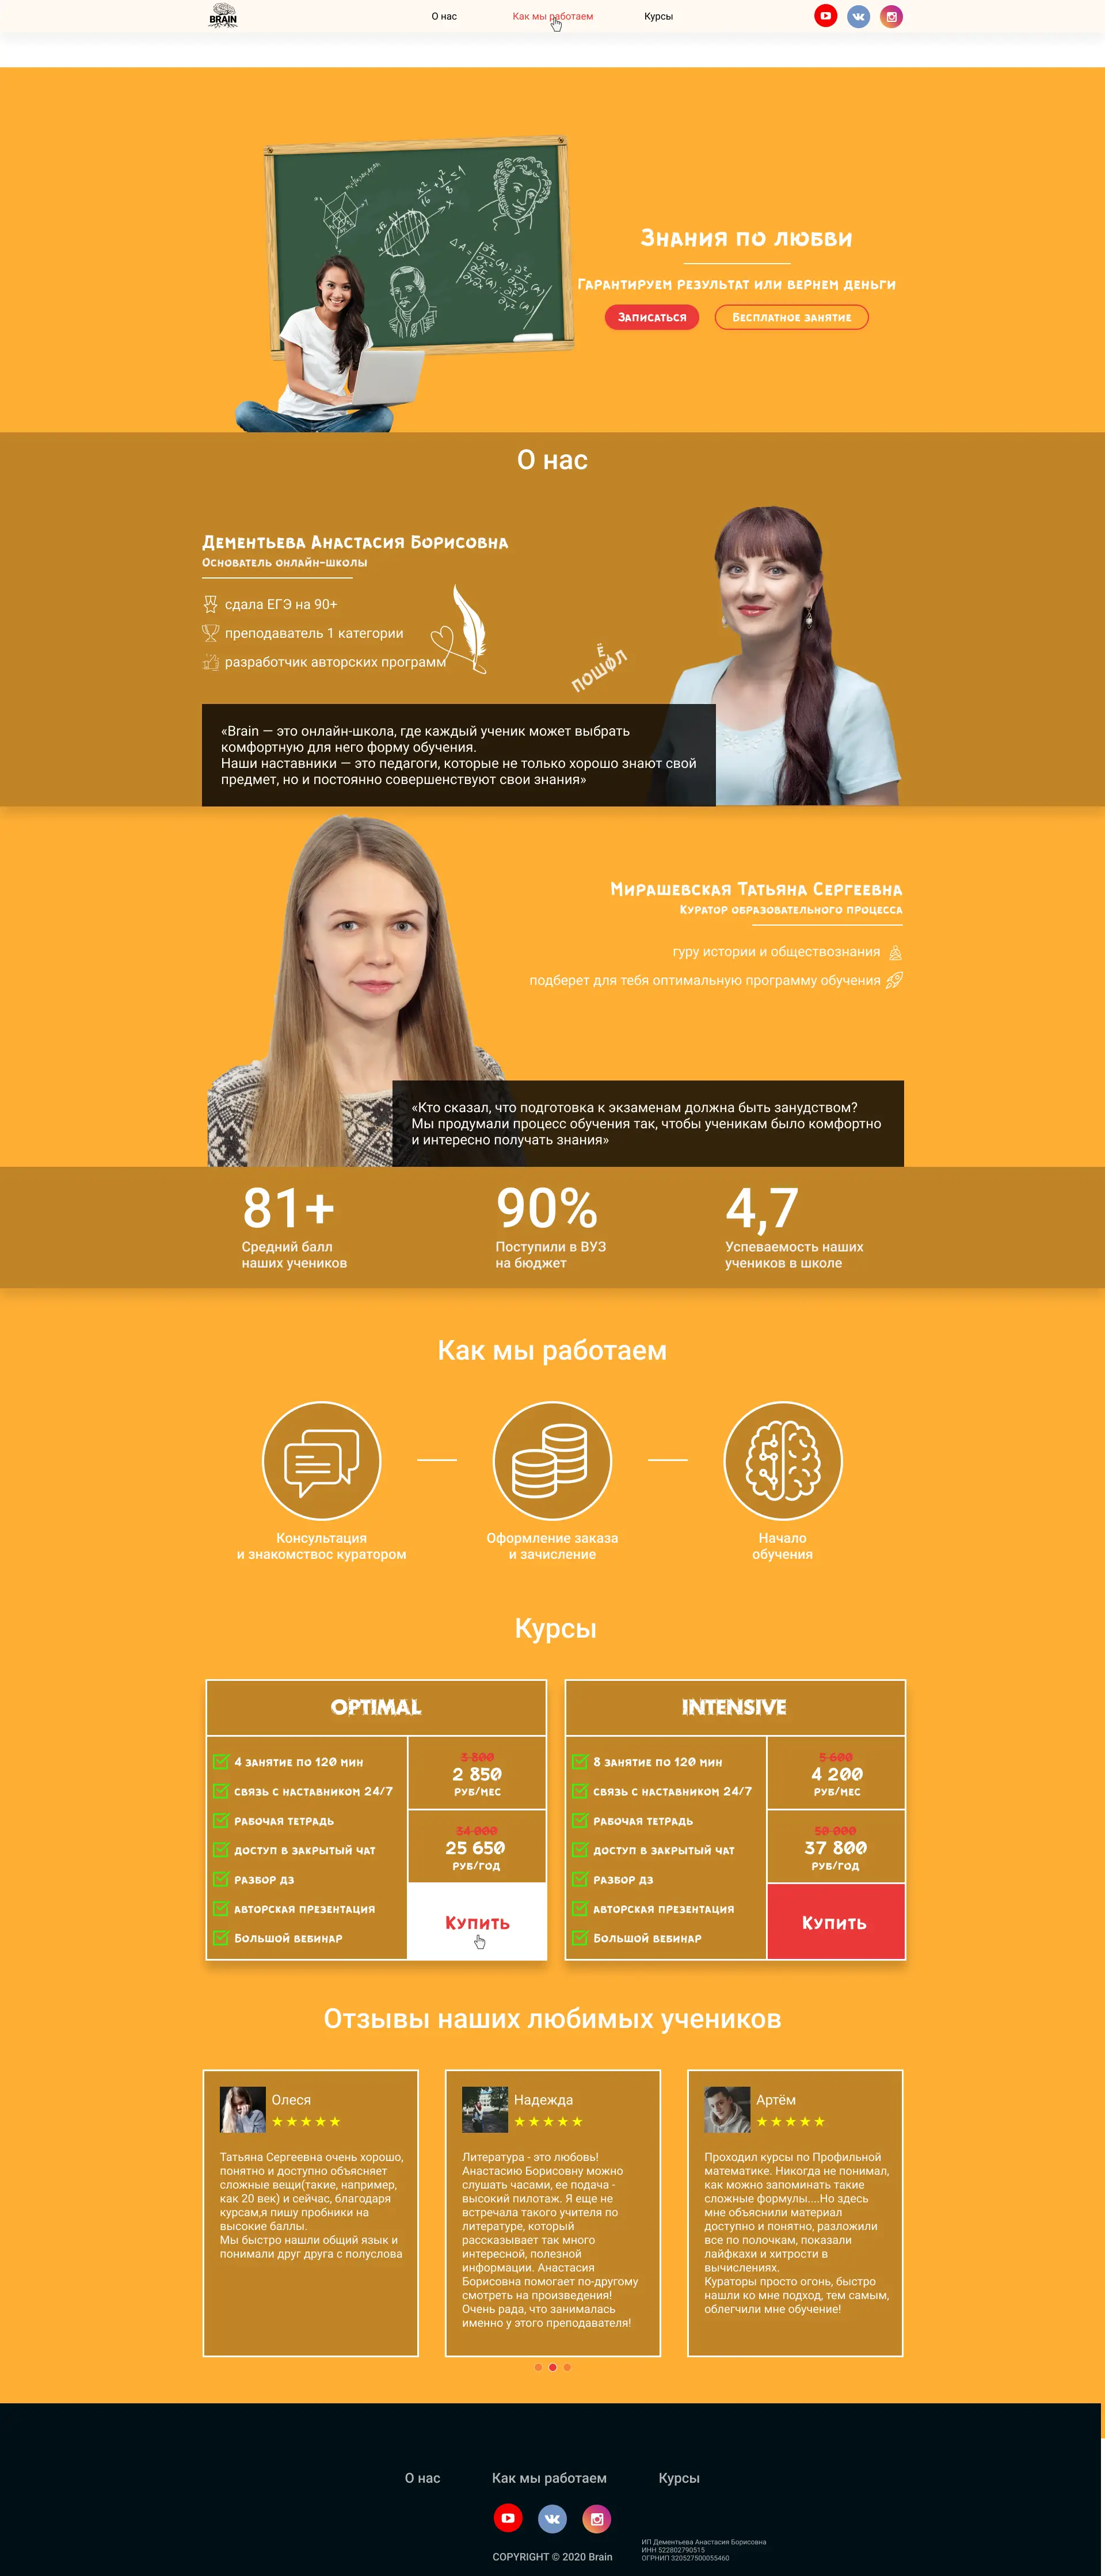 BRAIN
О нас
Как мы работаем
Курсы
Знания по любви
Гарантируем результат или вернем деньги
Записаться
Бесплатное занятие
О нас
Дементьева Анастасия Борисовна
Основатель онлайн-школы
сдала ЕГЭ на 90+
преподаватель 1 категории
разработчик авторских программ
«Brain — это онлайн-школа, где каждый ученик может выбрать
комфортную для него форму обучения.
Наши наставники — это педагоги, которые не только хорошо знают свой
предмет, но и постоянно совершенствуют свои знания»
Мирашевская Татьяна Сергеевна
Куратор образовательного процесса
гуру истории и обществознания
подберет для тебя оптимальную программу обучения
«Кто сказал, что подготовка к экзаменам должна быть занудством?
Мы продумали процесс обучения так, чтобы ученикам было комфортно
и интересно получать знания»
81+
Средний балл
наших учеников
90%
Поступили в ВУЗ
на бюджет
4,7
Успеваемость наших
учеников в школе
Как мы работаем
Консультация
и знакомствос куратором
Оформление заказа
и зачисление
Начало
обучения
Курсы
OPTIMAL
4 занятие по 120 мин
связь с наставником 24/7
рабочая тетрадь
доступ в закрытый чат
разбор дз
авторская презентация
Большой вебинар
3 800
2 850
руб/мес
34 000
25 650
руб/год
Купить
INTENSIVE
8 занятие по 120 мин
связь с наставником 24/7
рабочая тетрадь
доступ в закрытый чат
разбор дз
авторская презентация
Большой вебинар
5 600
4 200
руб/мес
50 000
37 800
руб/год
Купить
Отзывы наших любимых учеников
Олеся
Татьяна Сергеевна очень хорошо,
понятно и доступно объясняет
сложные вещи(такие, например,
как 20 век) и сейчас, благодаря
курсам,я пишу пробники на
высокие баллы.
Мы быстро нашли общий язык и
понимали друг друга с полуслова
Надежда
Литература - это любовь!
Анастасию Борисовну можно
слушать часами, ее подача -
высокий пилотаж. Я еще не
встречала такого учителя по
литературе, который
рассказывает так много
интересной, полезной
информации. Анастасия
Борисовна помогает по-другому
смотреть на произведения!
Очень рада, что занималась
именно у этого преподавателя!
Артём
Проходил курсы по Профильной
математике. Никогда не понимал,
как можно запоминать такие
сложные формулы....Но здесь
мне объяснили материал
доступно и понятно, разложили
все по полочкам, показали
лайфхаки и хитрости в
вычислениях.
Кураторы просто огонь, быстро
нашли ко мне подход, тем самым,
облегчили мне обучение!
О нас
Как мы работаем
Курсы
COPYRIGHT © 2020 Brain
ИП Дементьева Анастасия Борисовна
ИНН 522802790515
ОГРНИП 320527500055460